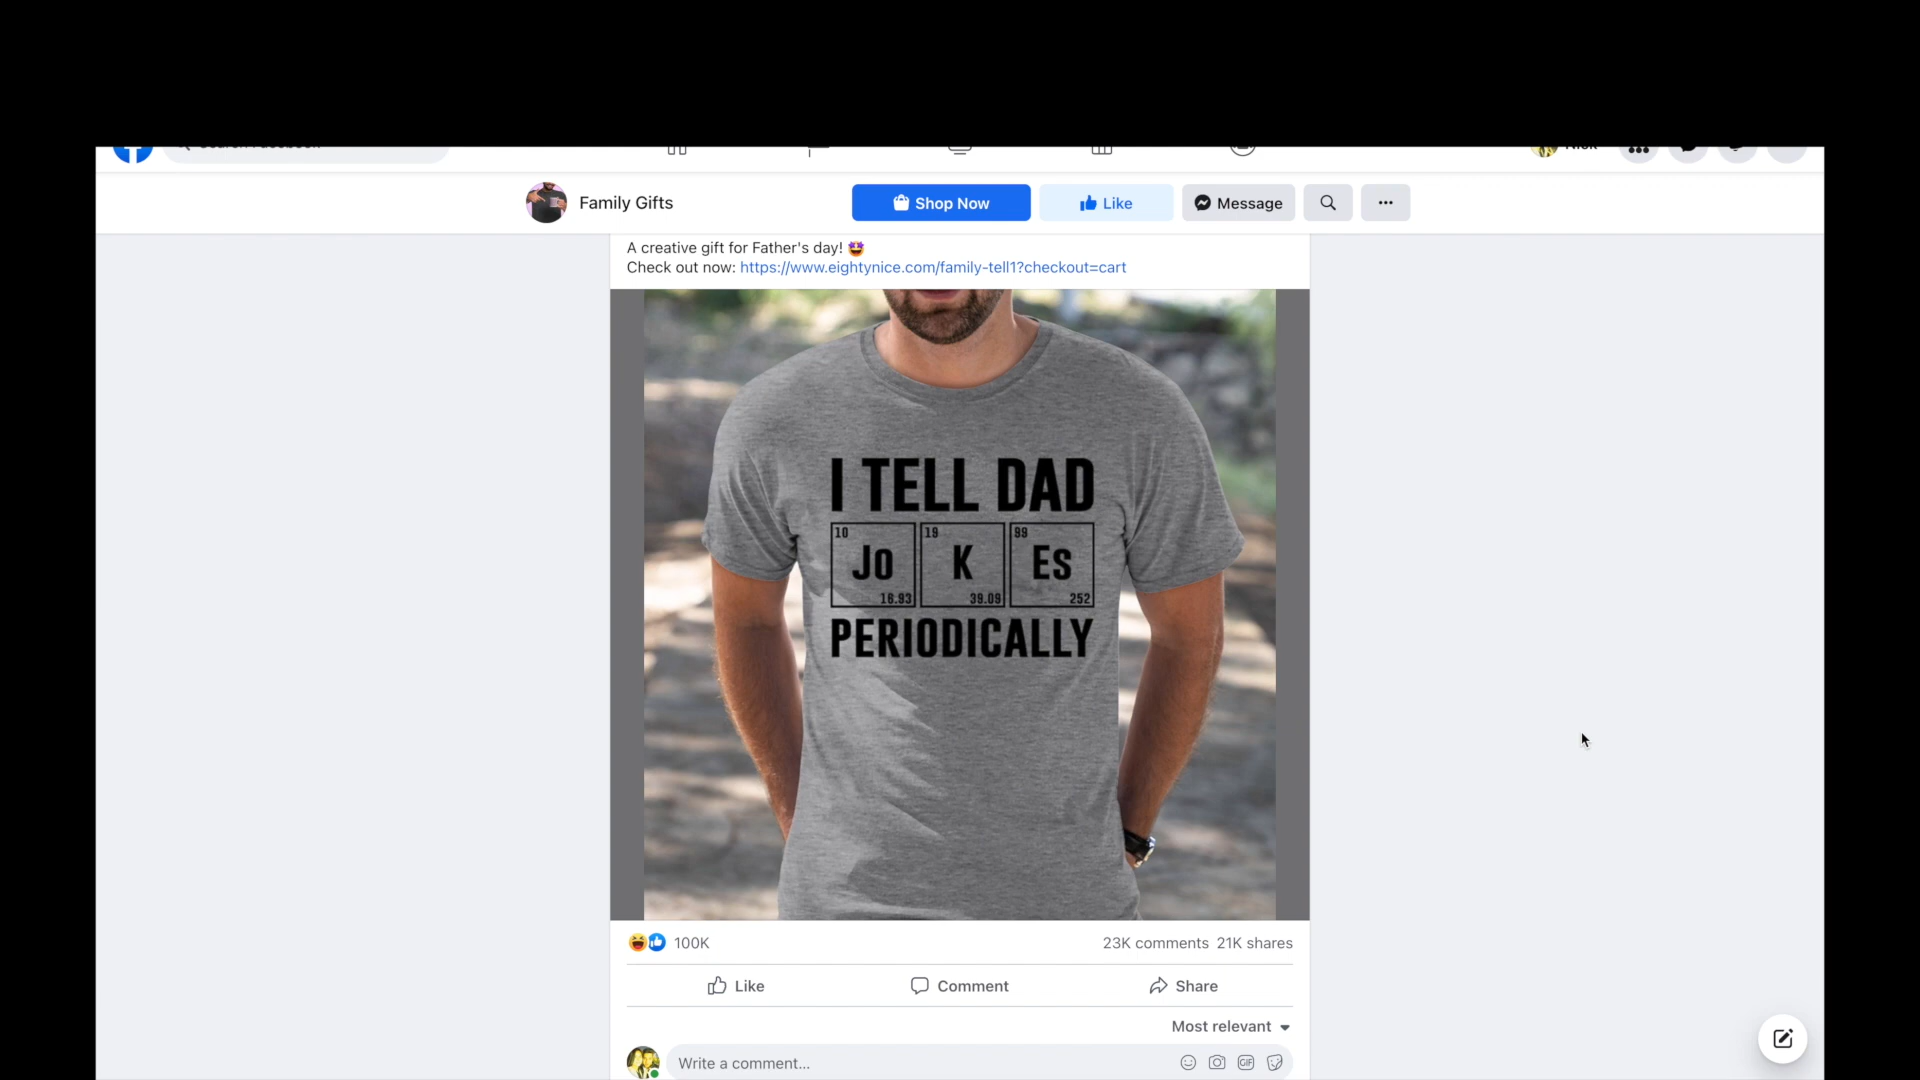 Family Gifts
Shop Now
Like
Message
A creative gift for Father's day! 🤩
Check out now: https://www.eightynice.com/family-tell1?checkout=cart
I TELL DAD
10 19 99
Jo K Es
16.93 39.09 252
PERIODICALLY
100K
23K comments 21K shares
Like Comment Share
Most relevant
Write a comment...
GIF